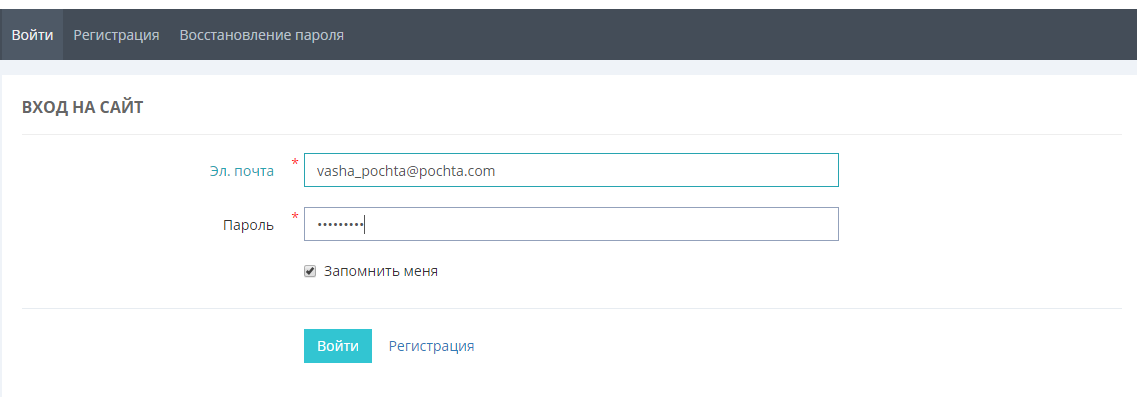 Войти Регистрация Восстановление пароля
ВХОД НА САЙТ
Эл. почта * vasha_pochta@pochta.com
Пароль * •••••••••
Запомнить меня
Войти Регистрация